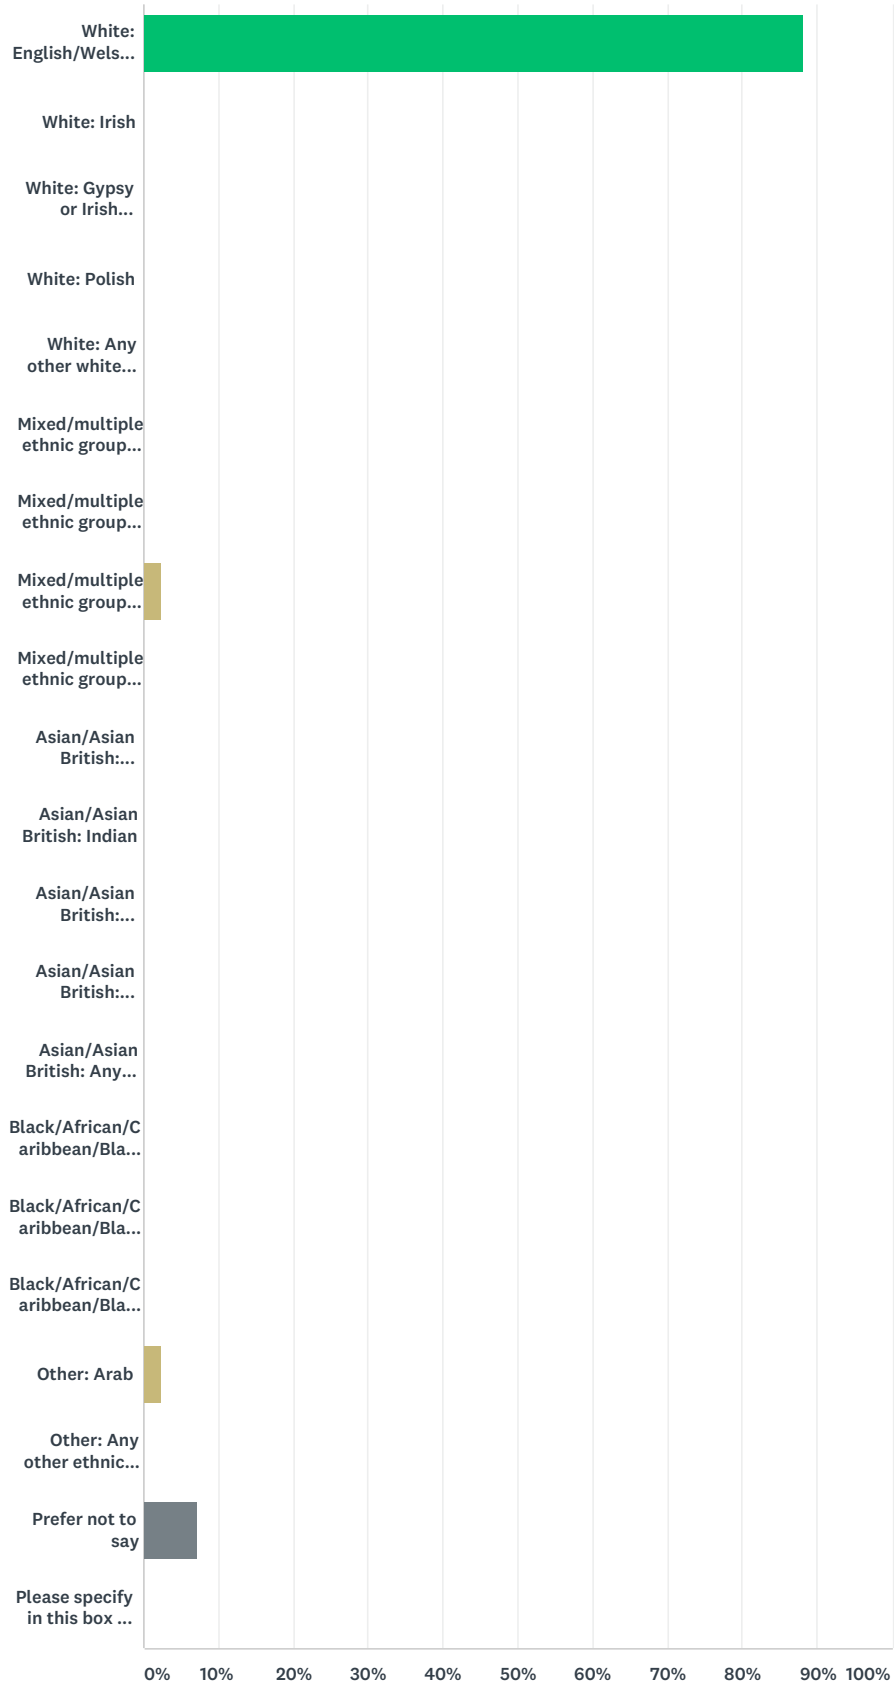 White:
English/Wels...
White: Irish
White: Gypsy
or Irish...
White: Polish
White: Any
other white...
Mixed/multiple
ethnic group...
Mixed/multiple
ethnic group...
Mixed/multiple
ethnic group...
Mixed/multiple
ethnic group...
Asian/Asian
British:...
Asian/Asian
British: Indian
Asian/Asian
British:...
Asian/Asian
British:...
Asian/Asian
British: Any...
Black/African/C
aribbean/Bla...
Black/African/C
aribbean/Bla...
Black/African/C
aribbean/Bla...
Other: Arab
Other: Any
other ethnic...
Prefer not to
say
Please specify
in this box ...
0% 10% 20% 30% 40% 50% 60% 70% 80% 90% 100%